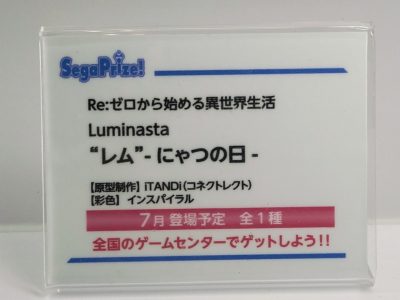 SegaPrize!
Re:ゼロから始める異世界生活
Luminasta
“レム”-にゃつの日-
【原型制作】iTANDi(コネクトレクト)
【彩色】インスパイラル
7月 登場予定 全1種
全国のゲームセンターでゲットしよう!!